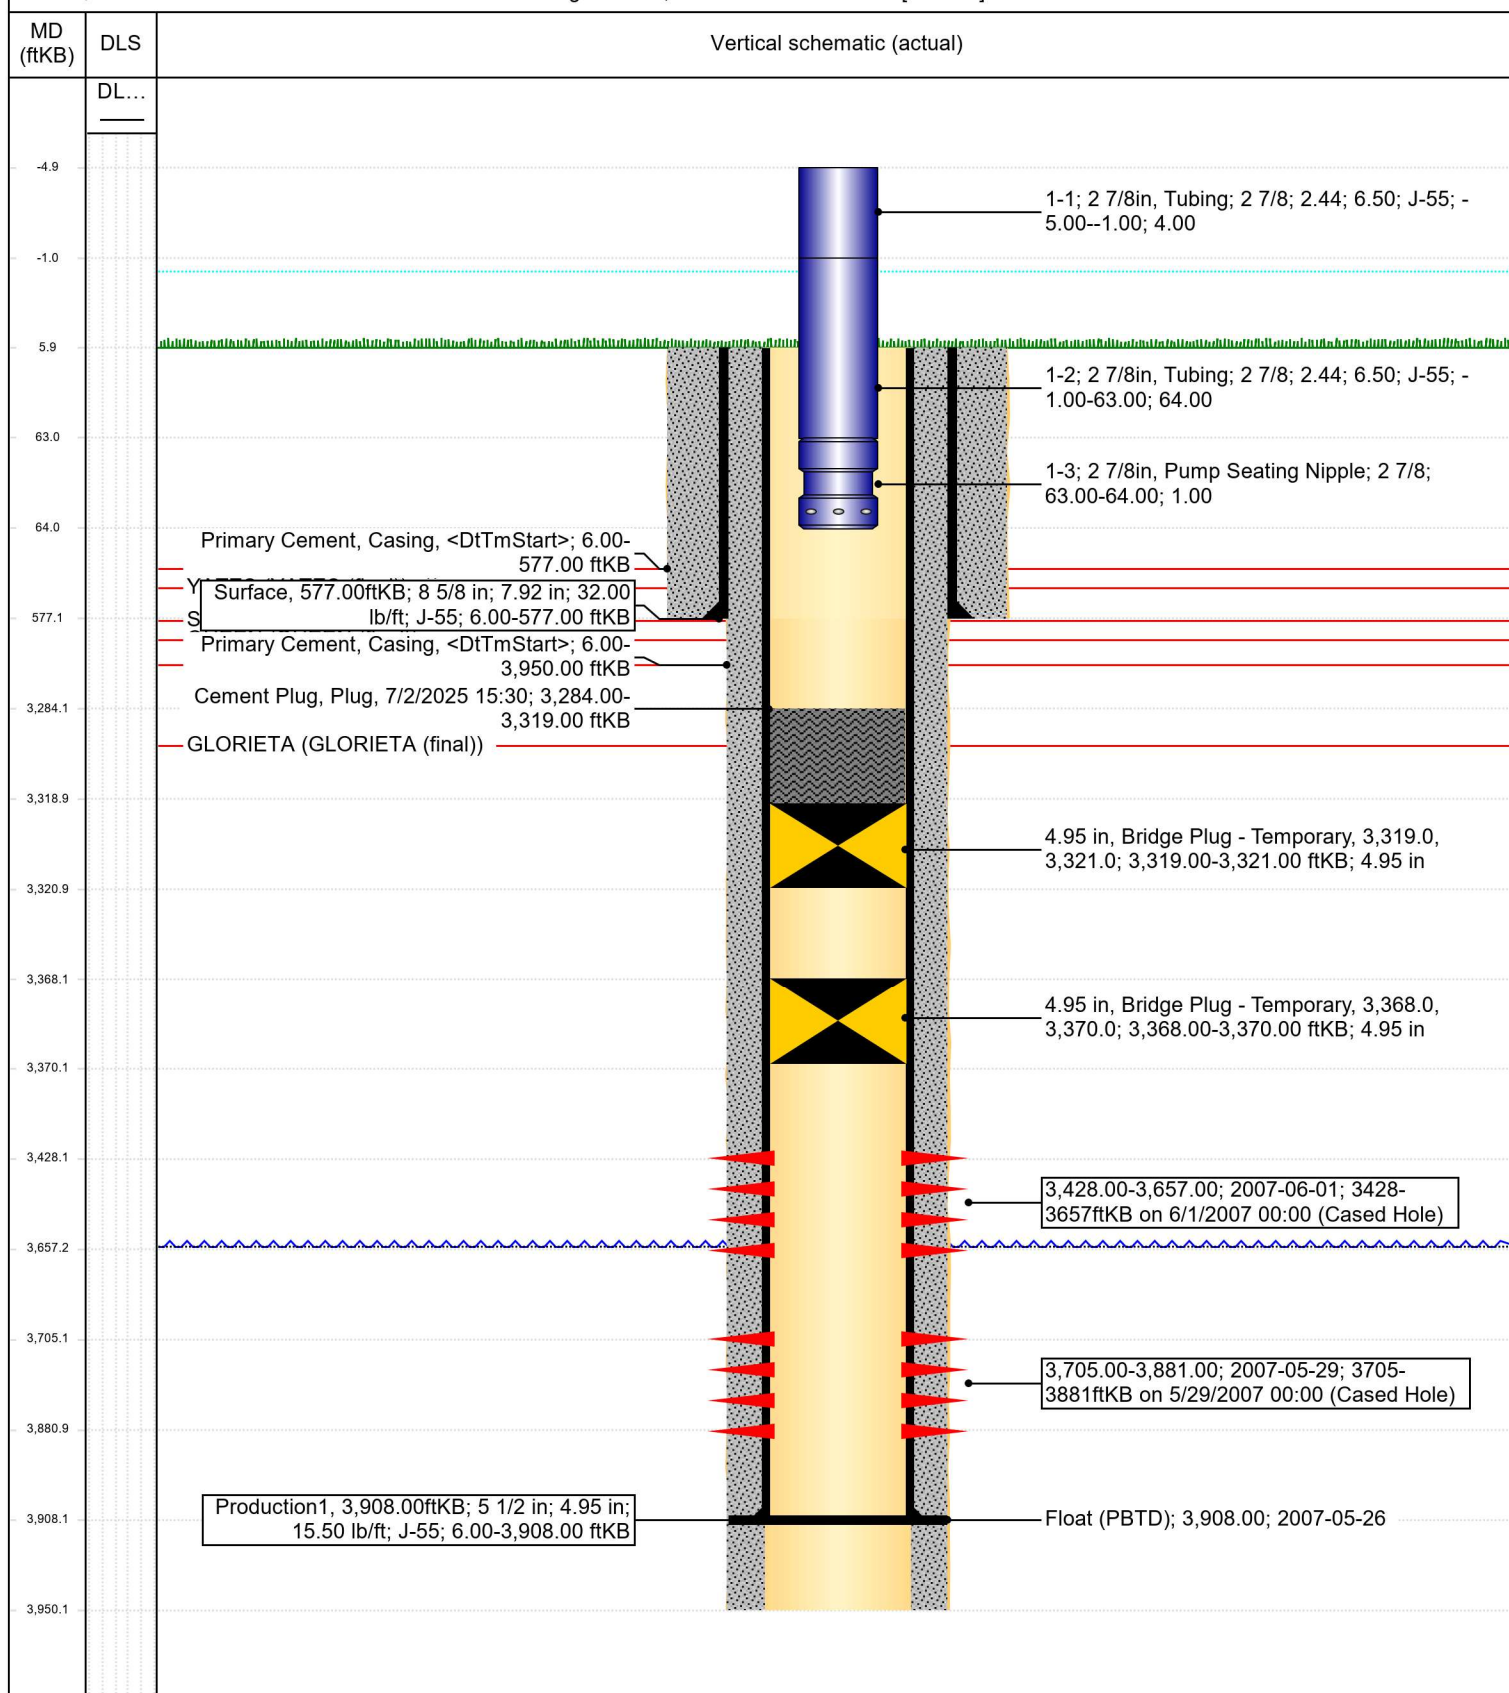 MD
(ftKB)
DLS
Vertical schematic (actual)
DL...
-4.9
1-1; 2 7/8in, Tubing; 2 7/8; 2.44; 6.50; J-55; -
5.00--1.00; 4.00
-1.0
5.9
1-2; 2 7/8in, Tubing; 2 7/8; 2.44; 6.50; J-55; -
1.00-63.00; 64.00
63.0
1-3; 2 7/8in, Pump Seating Nipple; 2 7/8;
63.00-64.00; 1.00
64.0
Primary Cement, Casing, <DtTmStart>; 6.00-
577.00 ftKB
Surface, 577.00ftKB; 8 5/8 in; 7.92 in; 32.00
lb/ft; J-55; 6.00-577.00 ftKB
577.1
Primary Cement, Casing, <DtTmStart>; 6.00-
3,950.00 ftKB
Cement Plug, Plug, 7/2/2025 15:30; 3,284.00-
3,319.00 ftKB
3,284.1
GLORIETA (GLORIETA (final))
3,318.9
4.95 in, Bridge Plug - Temporary, 3,319.0,
3,321.0; 3,319.00-3,321.00 ftKB; 4.95 in
3,320.9
3,368.1
4.95 in, Bridge Plug - Temporary, 3,368.0,
3,370.0; 3,368.00-3,370.00 ftKB; 4.95 in
3,370.1
3,428.1
3,428.00-3,657.00; 2007-06-01; 3428-
3657ftKB on 6/1/2007 00:00 (Cased Hole)
3,657.2
3,705.1
3,705.00-3,881.00; 2007-05-29; 3705-
3881ftKB on 5/29/2007 00:00 (Cased Hole)
3,880.9
Production1, 3,908.00ftKB; 5 1/2 in; 4.95 in;
15.50 lb/ft; J-55; 6.00-3,908.00 ftKB
3,908.1
Float (PBTD); 3,908.00; 2007-05-26
3,950.1